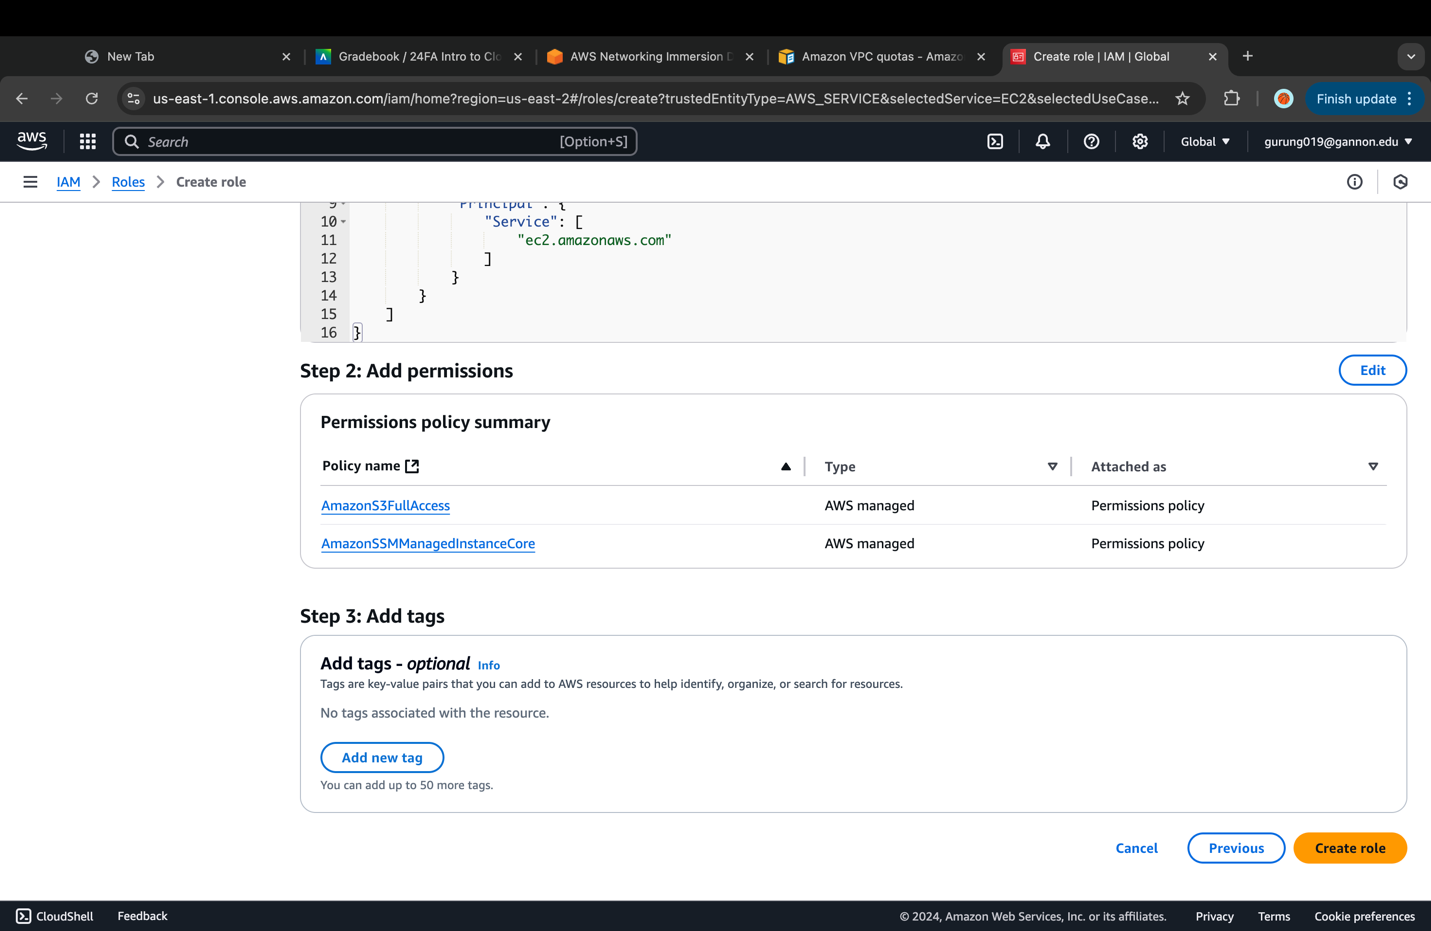 New Tab
Gradebook / 24FA Intro to Clo
AWS Networking Immersion D
Amazon VPC quotas - Amazo
Create role | IAM | Global
us-east-1.console.aws.amazon.com/iam/home?region=us-east-2#/roles/create?trustedEntityType=AWS_SERVICE&selectedService=EC2&selectedUseCase...
Finish update
aws
Search
[Option+S]
Global
gurung019@gannon.edu
IAM
Roles
Create role
9 "Principal": {
10 "Service": [
11 "ec2.amazonaws.com"
12 ]
13 }
14 }
15 ]
16 }
Step 2: Add permissions
Edit
Permissions policy summary
Policy name
Type
Attached as
AmazonS3FullAccess
AWS managed
Permissions policy
AmazonSSMManagedInstanceCore
AWS managed
Permissions policy
Step 3: Add tags
Add tags - optional Info
Tags are key-value pairs that you can add to AWS resources to help identify, organize, or search for resources.
No tags associated with the resource.
Add new tag
You can add up to 50 more tags.
Cancel
Previous
Create role
CloudShell
Feedback
© 2024, Amazon Web Services, Inc. or its affiliates.
Privacy
Terms
Cookie preferences